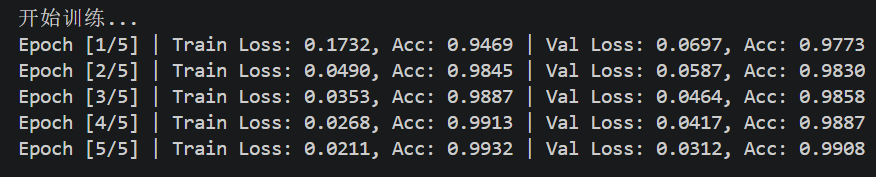 开始训练...
Epoch [1/5] | Train Loss: 0.1732, Acc: 0.9469 | Val Loss: 0.0697, Acc: 0.9773
Epoch [2/5] | Train Loss: 0.0490, Acc: 0.9845 | Val Loss: 0.0587, Acc: 0.9830
Epoch [3/5] | Train Loss: 0.0353, Acc: 0.9887 | Val Loss: 0.0464, Acc: 0.9858
Epoch [4/5] | Train Loss: 0.0268, Acc: 0.9913 | Val Loss: 0.0417, Acc: 0.9887
Epoch [5/5] | Train Loss: 0.0211, Acc: 0.9932 | Val Loss: 0.0312, Acc: 0.9908